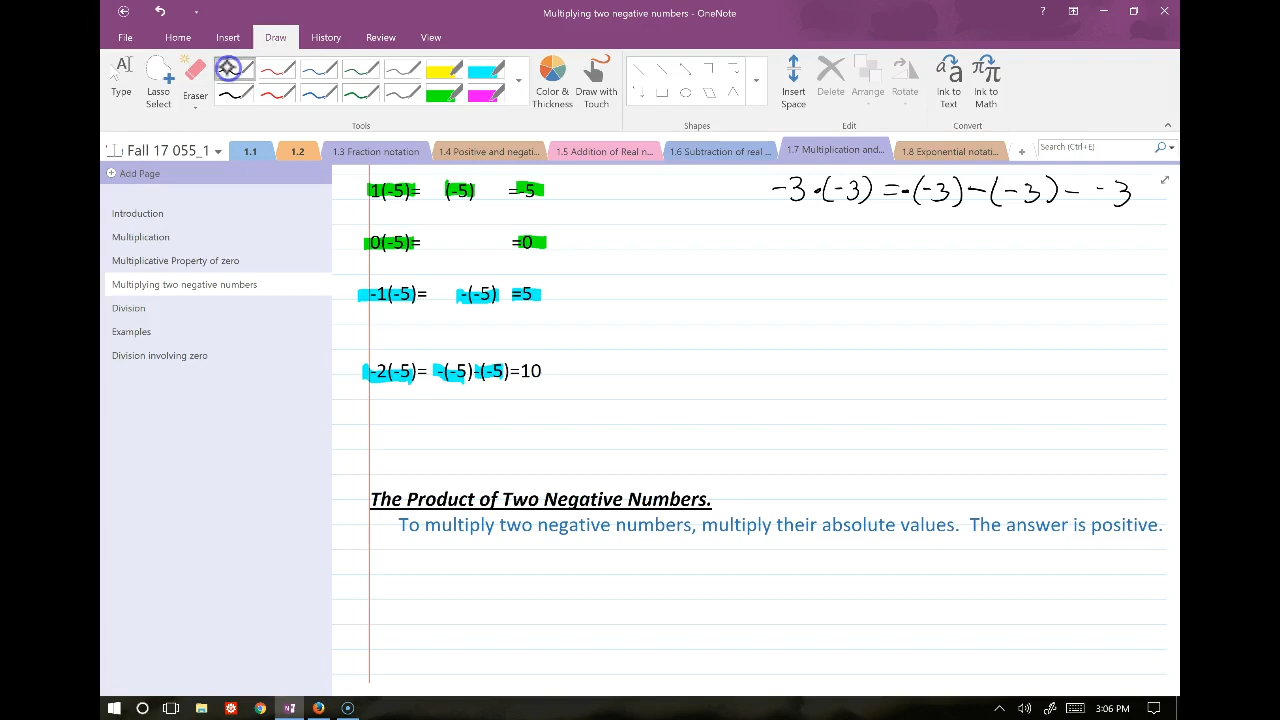 Multiplying two negative numbers - OneNote
File Home Insert Draw History Review View
Type Lasso Select Eraser Color & Thickness Draw with Touch Insert Space Delete Arrange Rotate Ink to Text Ink to Math
Tools Shapes Edit Convert
Fall 17 055_1 1.1 1.2 1.3 Fraction notation 1.4 Positive and negati... 1.5 Addition of Real n... 1.6 Subtraction of real ... 1.7 Multiplication and... 1.8 Exponential notati... Search (Ctrl+E)
Add Page
Introduction
Multiplication
Multiplicative Property of zero
Multiplying two negative numbers
Division
Examples
Division involving zero
1(-5)= (-5) =-5
-3·(-3) =-(-3)-(-3)- -3
0(-5)= =0
-1(-5)= -(-5) =5
-2(-5)= -(-5)-(-5)=10
The Product of Two Negative Numbers.
To multiply two negative numbers, multiply their absolute values. The answer is positive.
3:06 PM